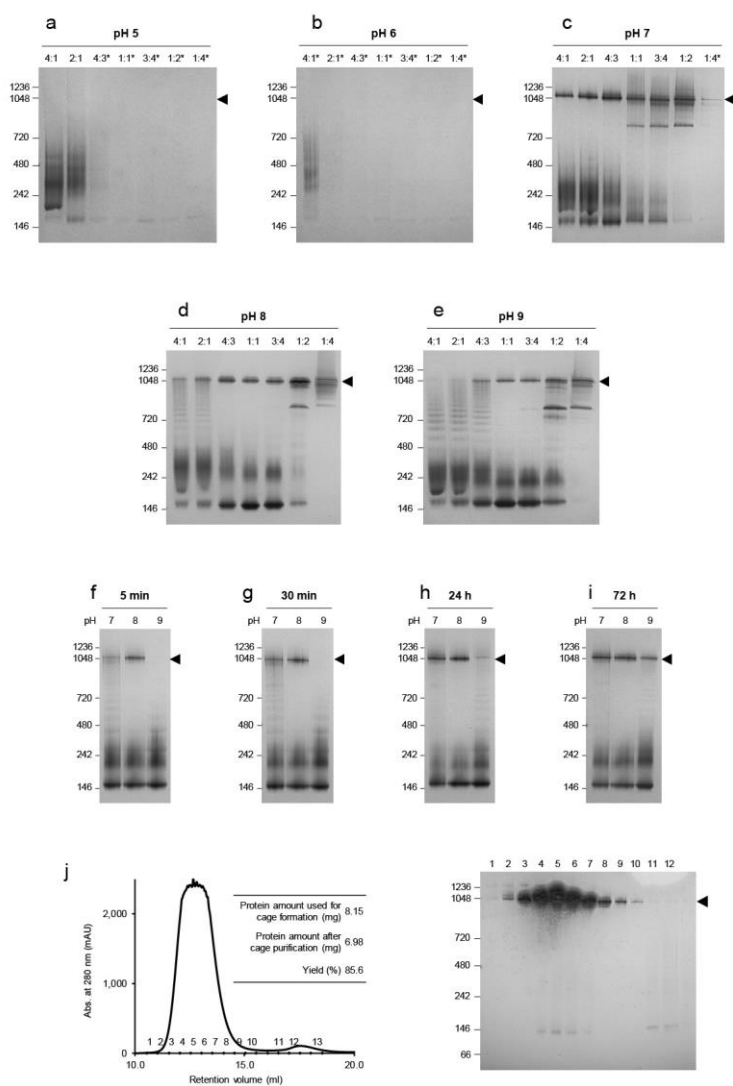 a
pH 5
4:1 2:1 4:3* 1:1* 3:4* 1:2* 1:4*
1236
1048
720
480
242
146
b
pH 6
4:1* 2:1* 4:3* 1:1* 3:4* 1:2* 1:4*
1236
1048
720
480
242
146
c
pH 7
4:1 2:1 4:3 1:1 3:4 1:2 1:4*
1236
1048
720
480
242
146
d
pH 8
4:1 2:1 4:3 1:1 3:4 1:2 1:4
1236
1048
720
480
242
146
e
pH 9
4:1 2:1 4:3 1:1 3:4 1:2 1:4
1236
1048
720
480
242
146
f
5 min
pH 7 8 9
1236
1048
720
480
242
146
g
30 min
pH 7 8 9
1236
1048
720
480
242
146
h
24 h
pH 7 8 9
1236
1048
720
480
242
146
i
72 h
pH 7 8 9
1236
1048
720
480
242
146
j
Abs. at 280 nm (mAU)
2,000
1,000
0.0
10.0 15.0 20.0
Retention volume (ml)
1 2 3 4 5 6 7 8 9 10 11 12 13
Protein amount used for
cage formation (mg) 8.15
Protein amount after
cage purification (mg) 6.98
Yield (%) 85.6
1 2 3 4 5 6 7 8 9 10 11 12
1236
1048
720
480
242
146
66